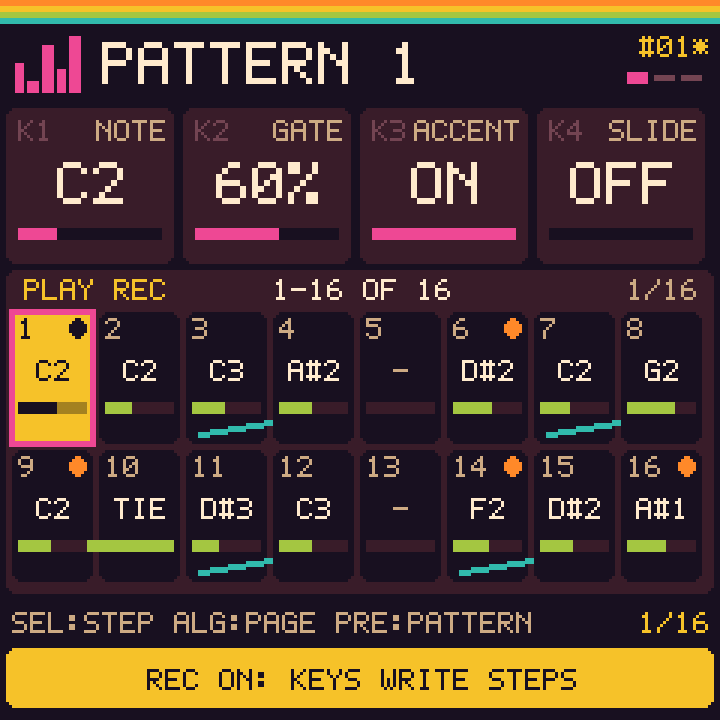 PATTERN 1 #01*
K1 NOTE K2 GATE K3 ACCENT K4 SLIDE
C2 60% ON OFF
PLAY REC 1-16 OF 16 1/16
1 2 3 4 5 6 7 8
C2 C2 C3 A#2 - D#2 C2 G2
9 10 11 12 13 14 15 16
C2 TIE D#3 C3 - F2 D#2 A#1
SEL:STEP ALG:PAGE PRE:PATTERN 1/16
REC ON: KEYS WRITE STEPS